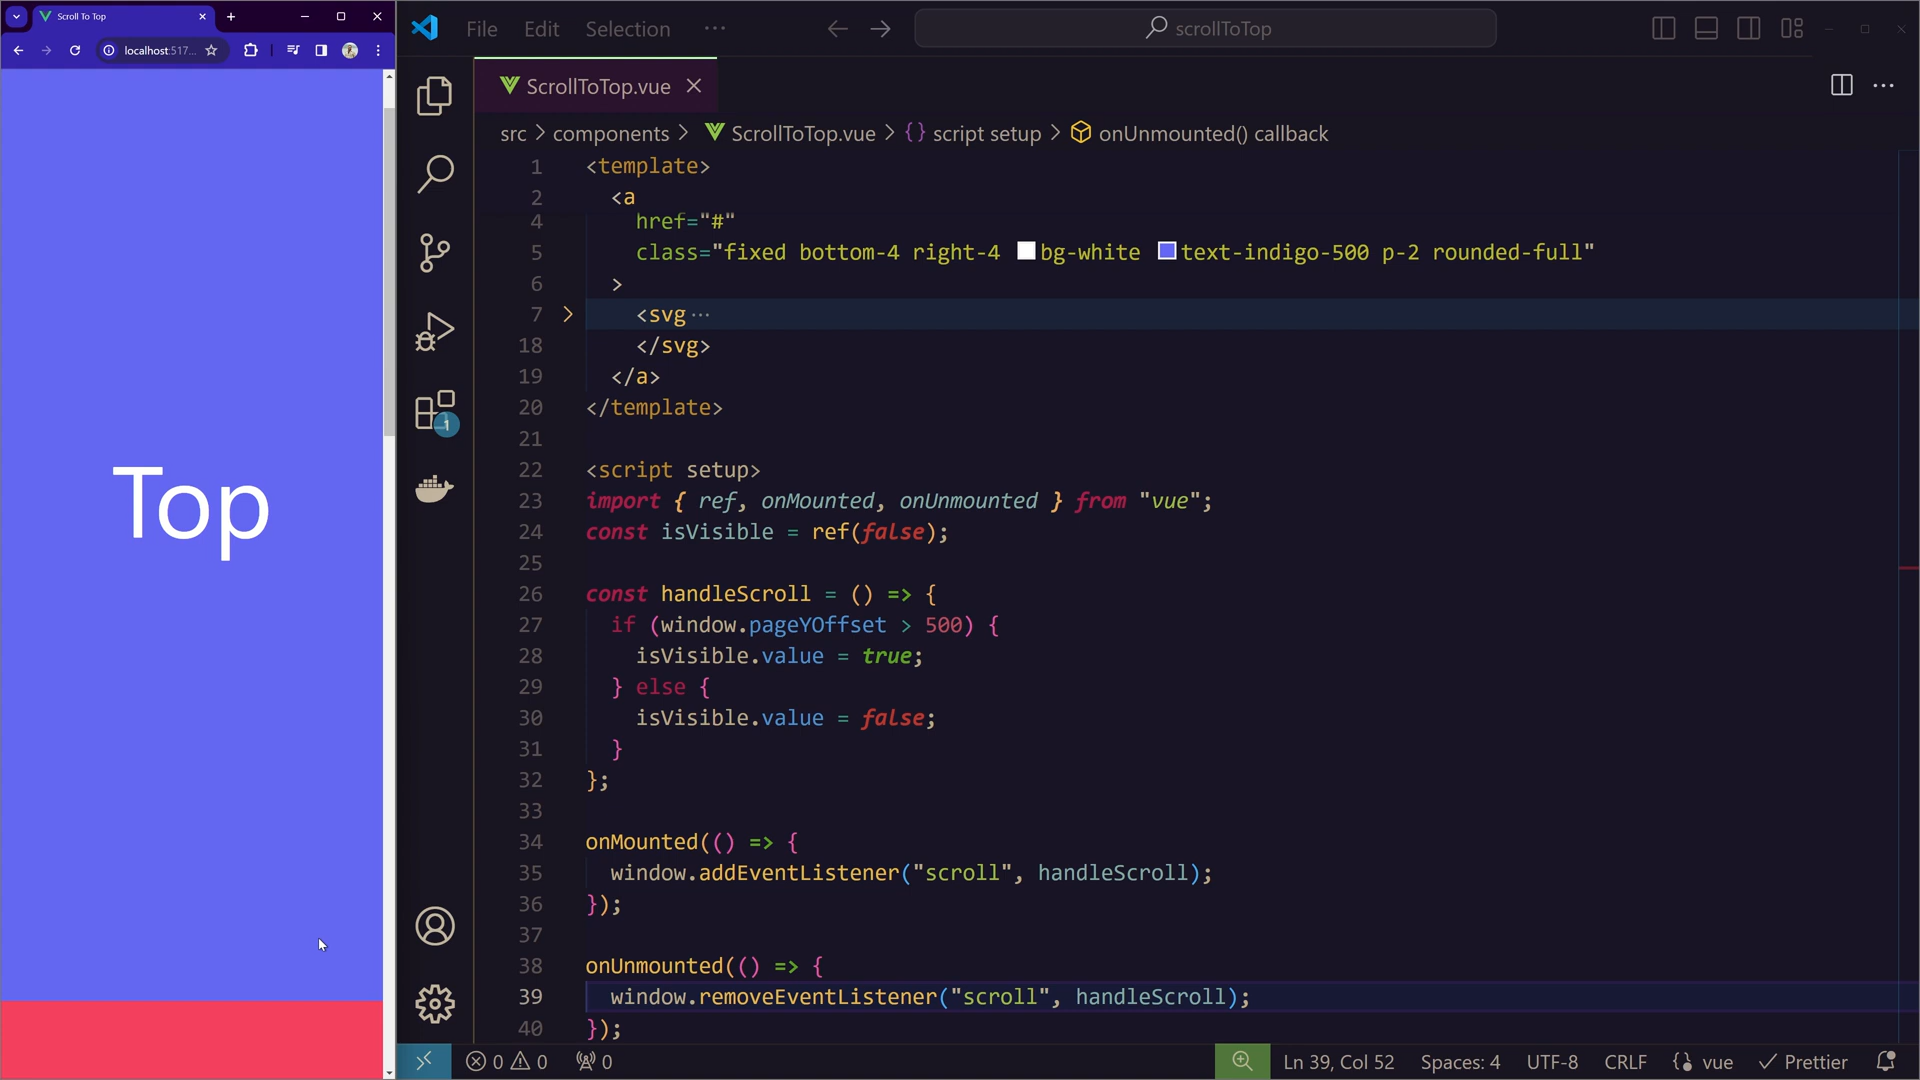 Scroll To Top
localhost:517...
Top
File Edit Selection ···
scrollToTop
ScrollToTop.vue
src > components > ScrollToTop.vue > {} script setup > onUnmounted() callback
1 <template>
2 <a
4 href="#"
5 class="fixed bottom-4 right-4 bg-white text-indigo-500 p-2 rounded-full"
6 >
7 <svg ···
18 </svg>
19 </a>
20 </template>
21
22 <script setup>
23 import { ref, onMounted, onUnmounted } from "vue";
24 const isVisible = ref(false);
25
26 const handleScroll = () => {
27 if (window.pageYOffset > 500) {
28 isVisible.value = true;
29 } else {
30 isVisible.value = false;
31 }
32 };
33
34 onMounted(() => {
35 window.addEventListener("scroll", handleScroll);
36 });
37
38 onUnmounted(() => {
39 window.removeEventListener("scroll", handleScroll);
40 });
1
0 0 0
Ln 39, Col 52 Spaces: 4 UTF-8 CRLF vue Prettier